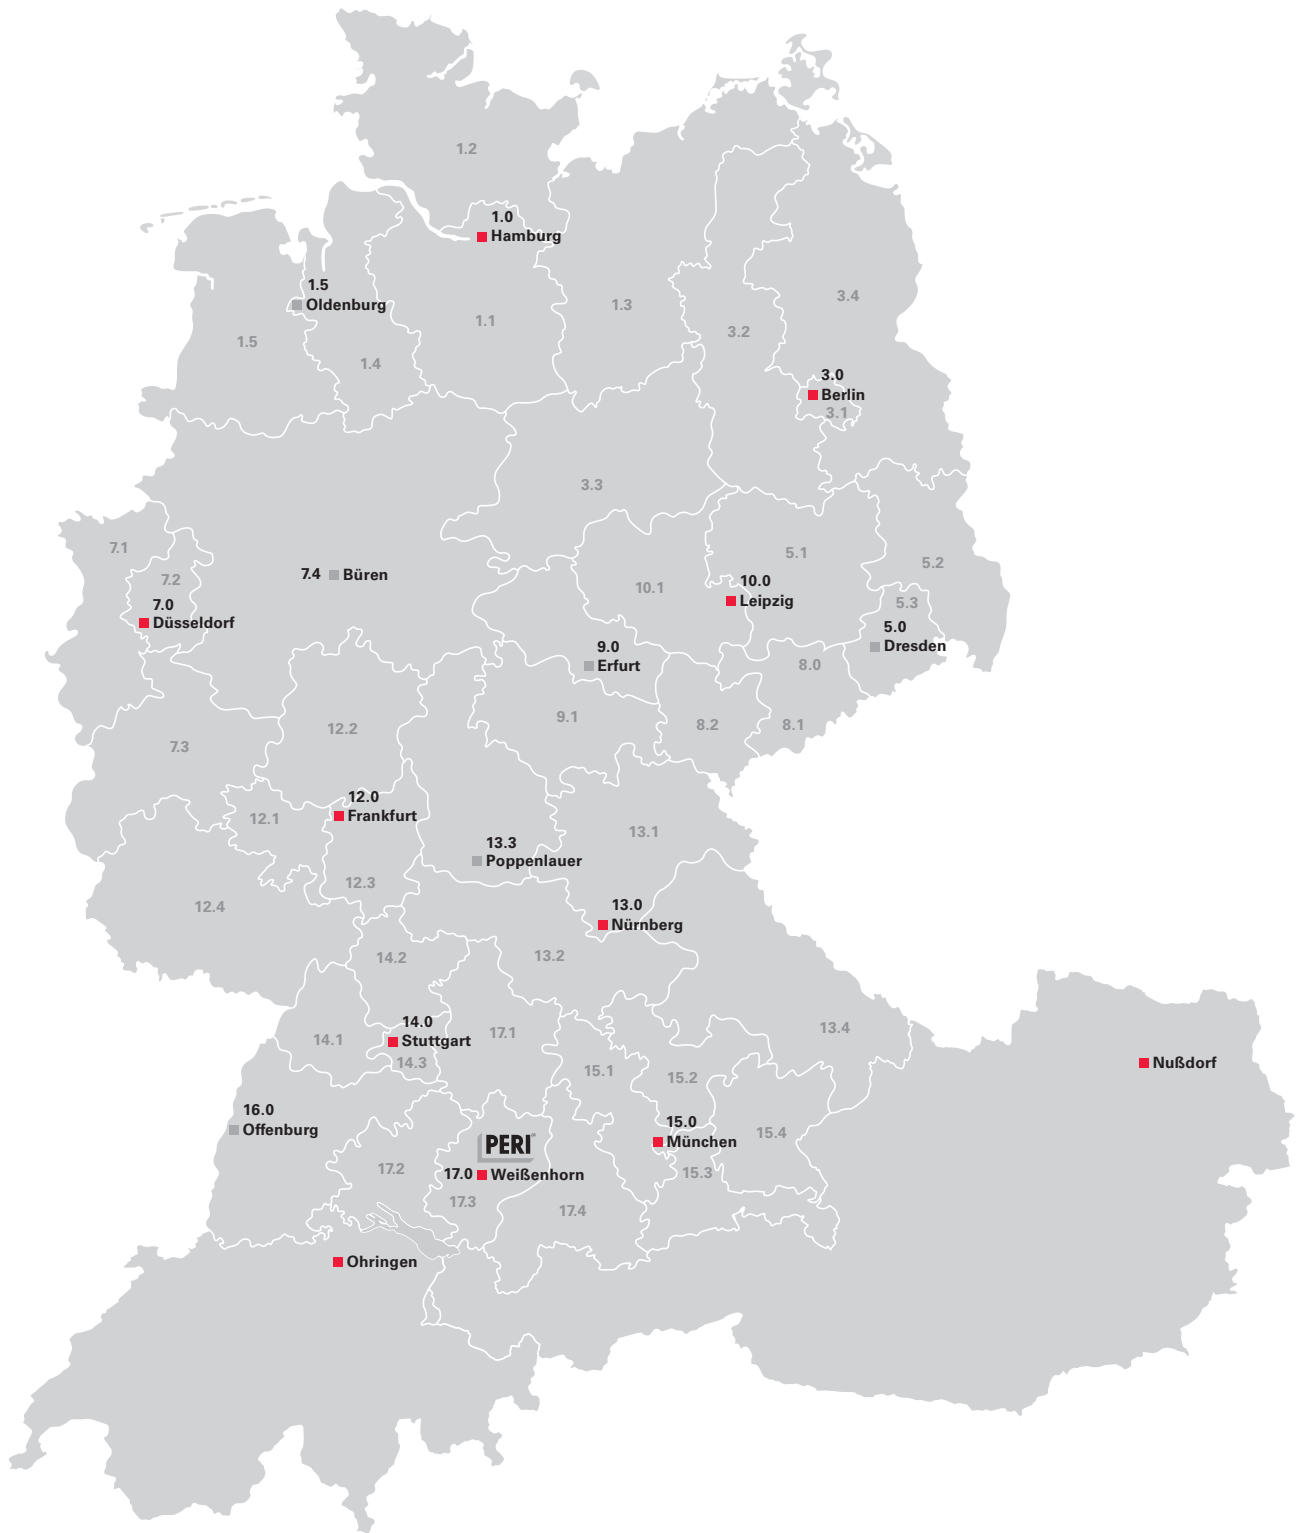 1.2
1.0
Hamburg
1.5
Oldenburg
3.4
1.3
1.1
3.2
1.5
1.4
3.0
Berlin
3.1
3.3
7.1
5.1
5.2
7.4 Büren
7.2
10.1
10.0
Leipzig
5.3
7.0
Düsseldorf
5.0
Dresden
9.0
Erfurt
8.0
9.1
8.2
8.1
12.2
7.3
12.0
Frankfurt
12.1
13.1
13.3
Poppenlauer
12.3
12.4
13.0
Nürnberg
14.2
13.2
14.0
Stuttgart
17.1
13.4
14.1
14.3
Nußdorf
15.1
15.2
16.0
Offenburg
15.0
München
15.4
PERI
17.2
17.0 Weißenhorn
15.3
17.3
17.4
Ohringen